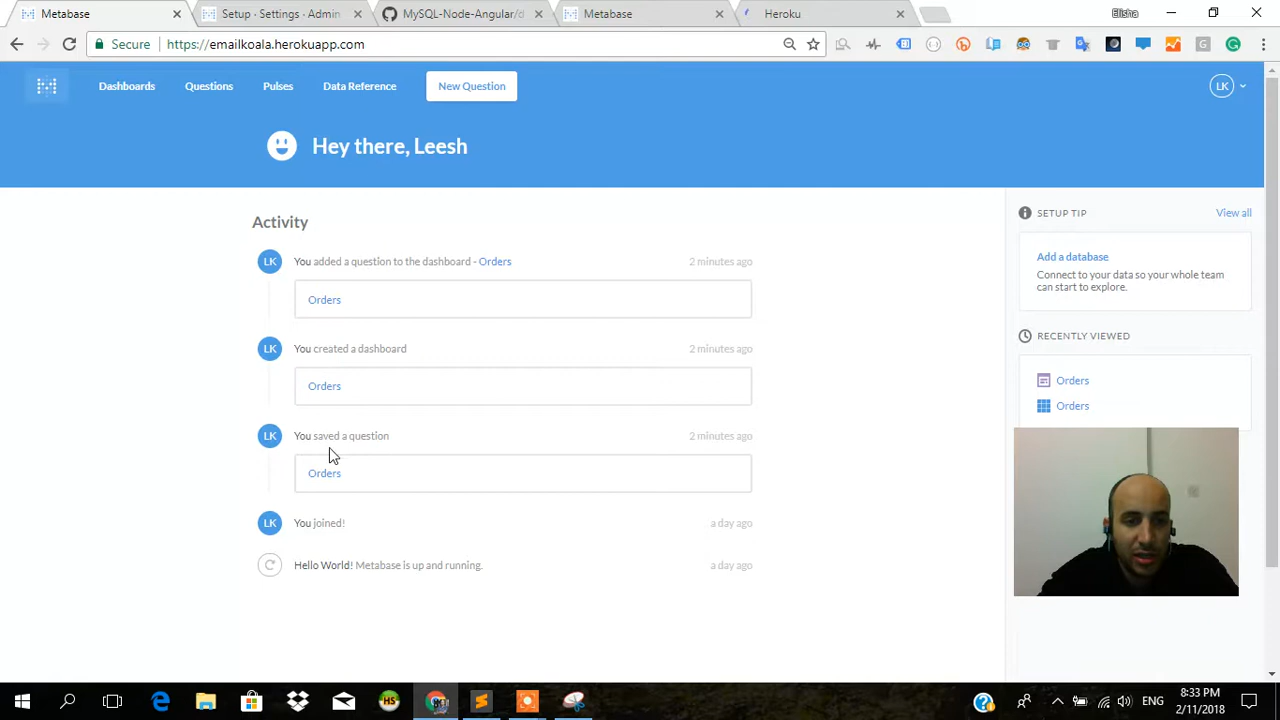 Metabase
Setup · Settings · Admin
MySQL-Node-Angular/d
Metabase
Heroku
Elisha
Secure
https://emailkoala.herokuapp.com
Dashboards
Questions
Pulses
Data Reference
New Question
LK
Hey there, Leesh
Activity
LK
You added a question to the dashboard - Orders
2 minutes ago
Orders
LK
You created a dashboard
2 minutes ago
Orders
LK
You saved a question
2 minutes ago
Orders
LK
You joined!
a day ago
Hello World! Metabase is up and running.
a day ago
SETUP TIP
View all
Add a database
Connect to your data so your whole team
can start to explore.
RECENTLY VIEWED
Orders
Orders
ENG
8:33 PM
2/11/2018